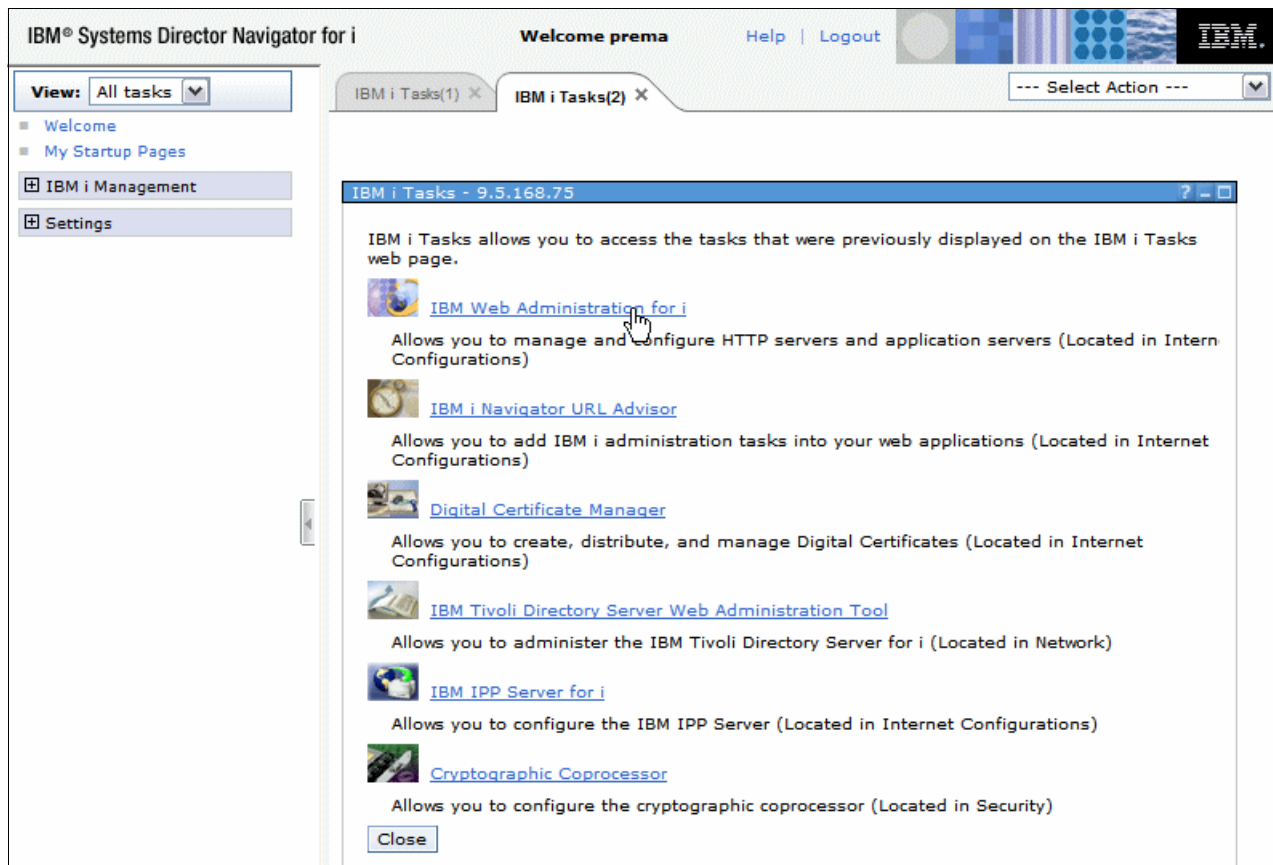 IBM® Systems Director Navigator for i
Welcome prema
Help | Logout
IBM.
View: All tasks
Welcome
My Startup Pages
IBM i Management
Settings
IBM i Tasks(1)
IBM i Tasks(2)
--- Select Action ---
IBM i Tasks - 9.5.168.75
IBM i Tasks allows you to access the tasks that were previously displayed on the IBM i Tasks
web page.
IBM Web Administration for i
Allows you to manage and configure HTTP servers and application servers (Located in Intern
Configurations)
IBM i Navigator URL Advisor
Allows you to add IBM i administration tasks into your web applications (Located in Internet
Configurations)
Digital Certificate Manager
Allows you to create, distribute, and manage Digital Certificates (Located in Internet
Configurations)
IBM Tivoli Directory Server Web Administration Tool
Allows you to administer the IBM Tivoli Directory Server for i (Located in Network)
IBM IPP Server for i
Allows you to configure the IBM IPP Server (Located in Internet Configurations)
Cryptographic Coprocessor
Allows you to configure the cryptographic coprocessor (Located in Security)
Close